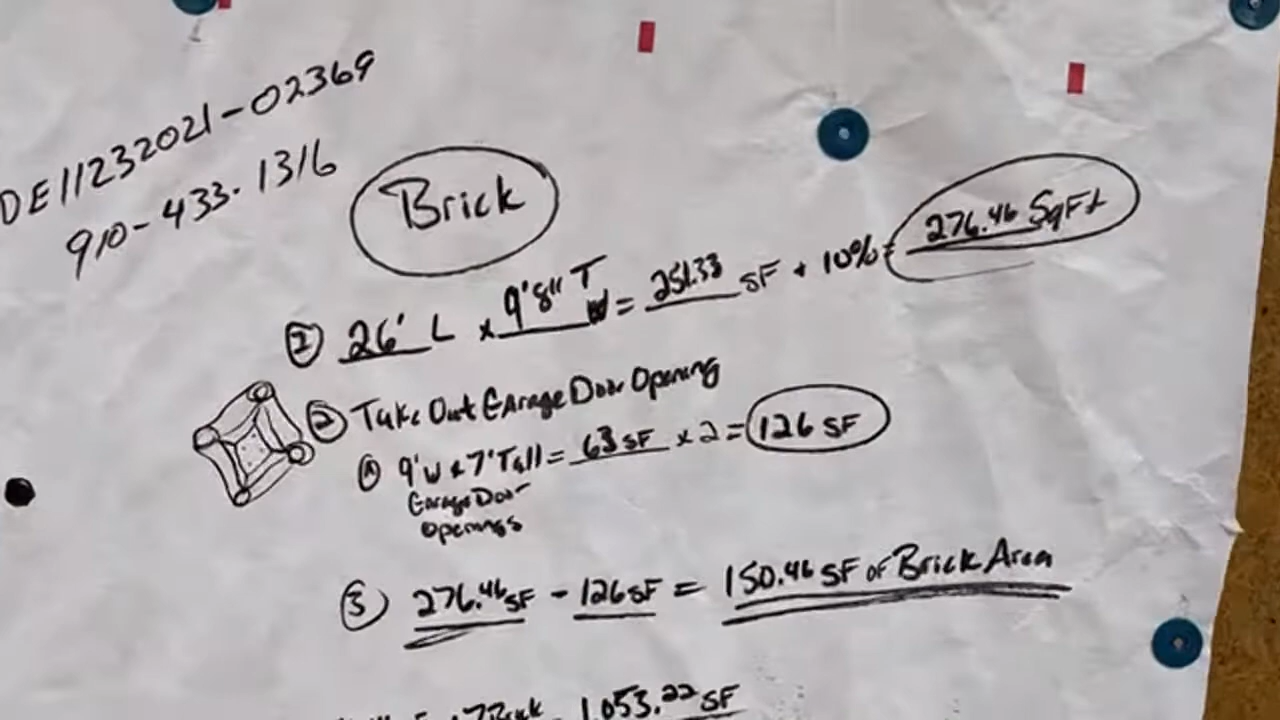 DE11232021-02369
910-433.1316
Brick
① 26' L x 9'8" T = 251.33 SF + 10% = 276.46 SqFt
② Take Out Garage Door Opening
Ⓐ 9'W x 7' Tall = 63 SF x 2 = 126 SF
Garage Door
Openings
③ 276.46 SF - 126 SF = 150.46 SF of Brick Area
Brick 1,053.22 SF